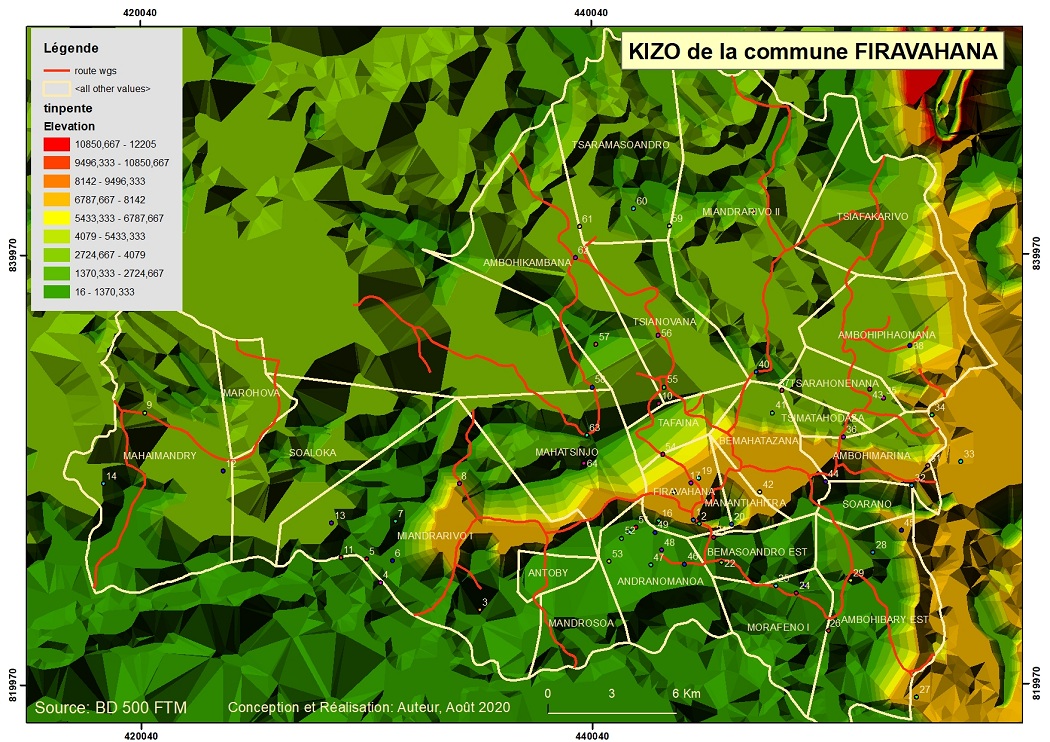 420040
440040
KIZO de la commune FIRAVAHANA
Légende
route wgs
<all other values>
tinpente
Elevation
10850,667 - 12205
9496,333 - 10850,667
8142 - 9496,333
6787,667 - 8142
5433,333 - 6787,667
4079 - 5433,333
2724,667 - 4079
1370,333 - 2724,667
16 - 1370,333
839970
839970
TSARAMASOANDRO
60
61
59
MIANDRARIVO II
TSIAFAKARIVO
62
AMBOHIKAMBANA
TSIANOVANA
56
57
AMBOHIPIHAONANA
38
40
58
55
10
TSARAHONENANA
43
MAROHOVA
9
41
TSIMATAHODAZA
34
TAFAINA
63
36
BEMAHATAZANA
SOALOKA
MAHAIMANDRY
MAHATSINJO
54
AMBOHIMARINA
33
64
12
14
8
17
19
44
32
FIRAVAHANA
42
MANANTIAHITRA
SOARANO
13
7
16
2
20
MIANDRARIVO I
52
49
28
11
5
6
53
47
48
46
BEMASOANDRO EST
22
ANTOBY
ANDRANOMANOA
4
25
24
29
3
MANDROSOA
MORAFENO I
26
AMBOHIBARY EST
27
819970
819970
0
3
6 Km
Source: BD 500 FTM
Conception et Réalisation: Auteur, Août 2020
420040
440040